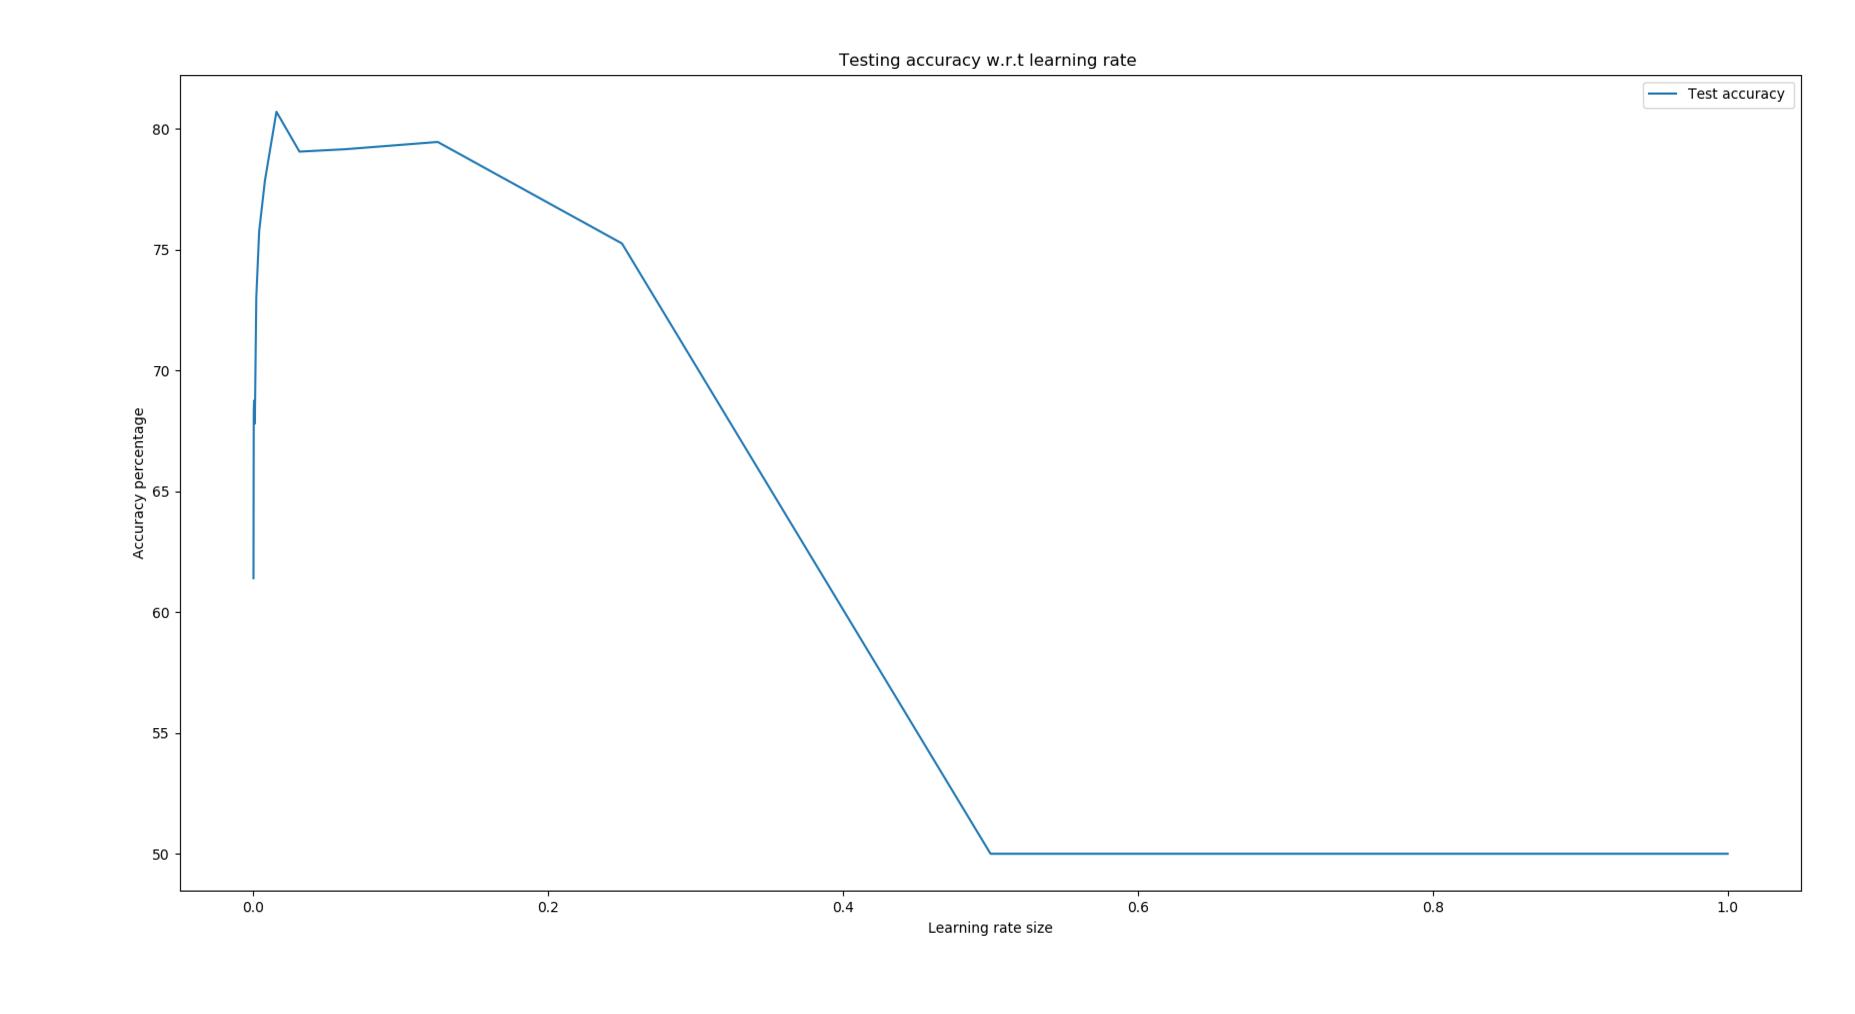 Testing accuracy w.r.t learning rate
Test accuracy
80
75
70
65
60
55
50
Accuracy percentage
0.0 0.2 0.4 0.6 0.8 1.0
Learning rate size